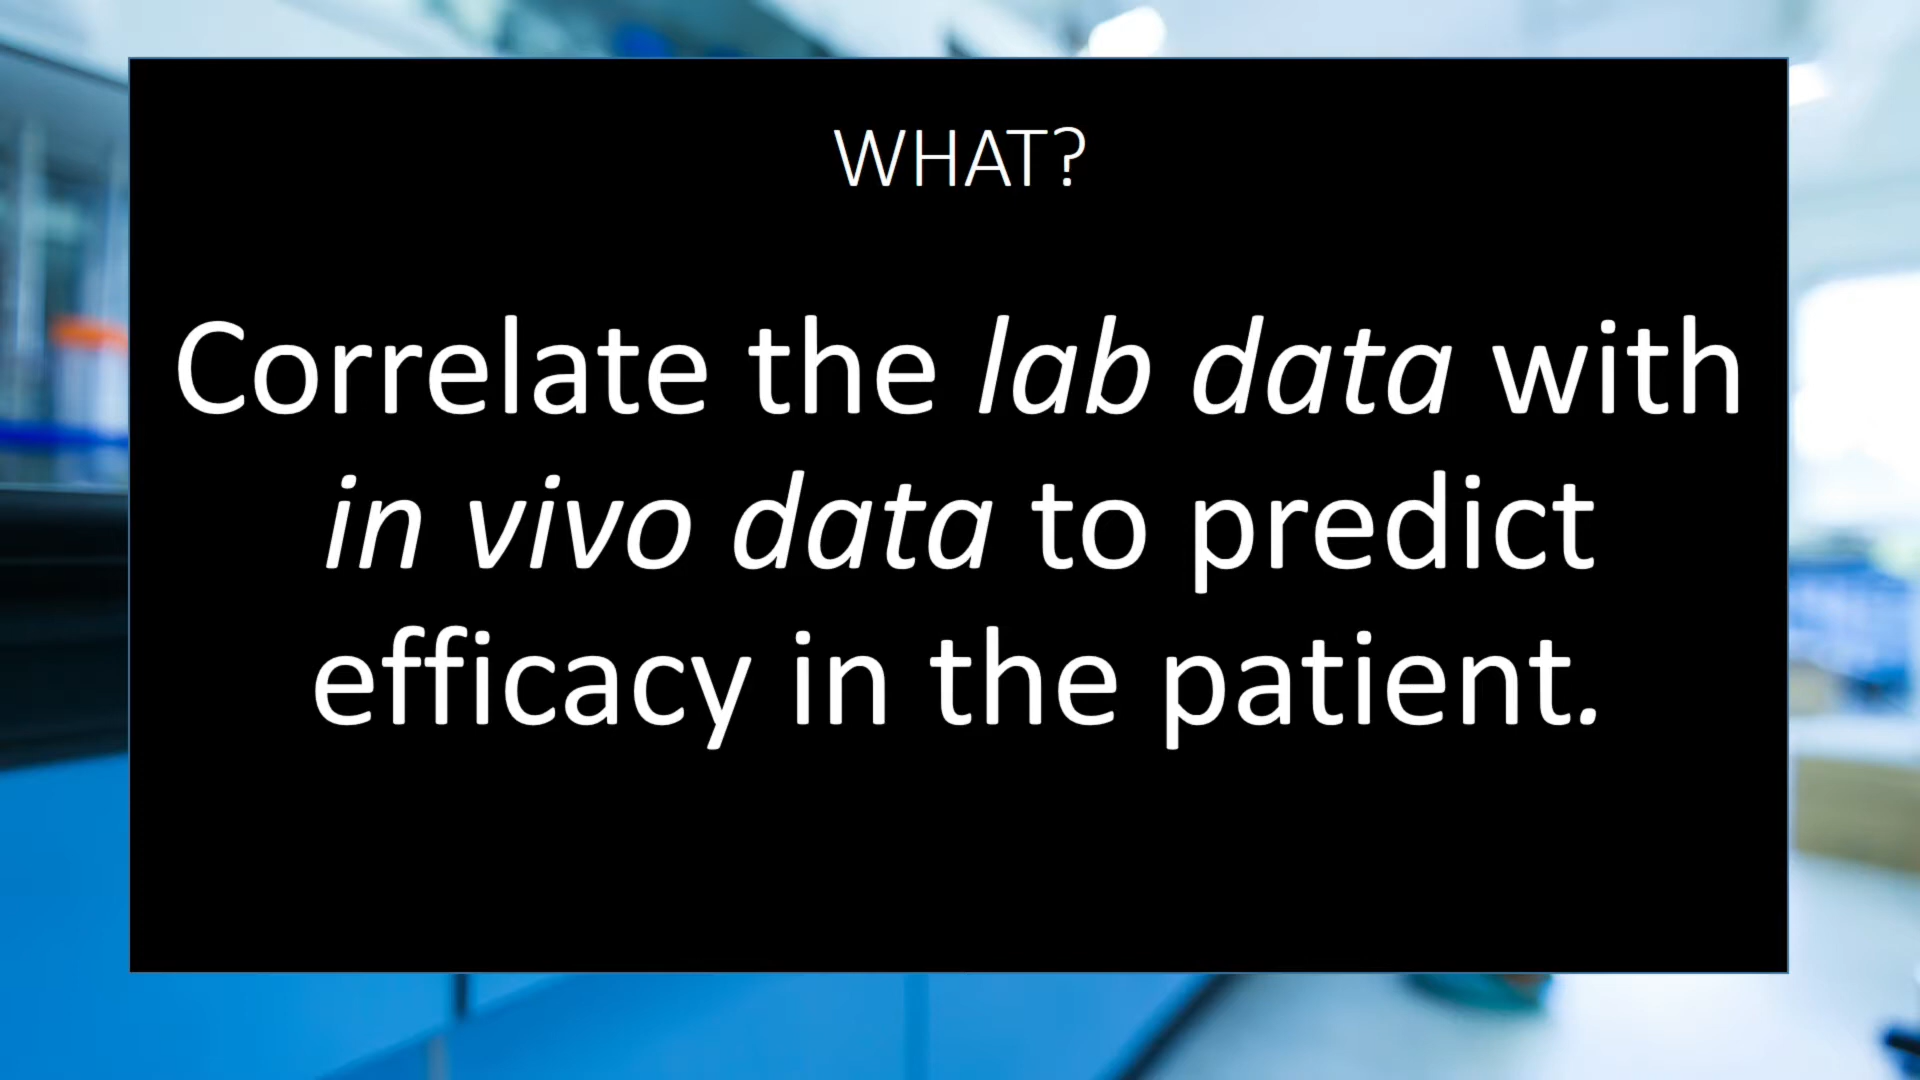 WHAT?
Correlate the lab data with
in vivo data to predict
efficacy in the patient.